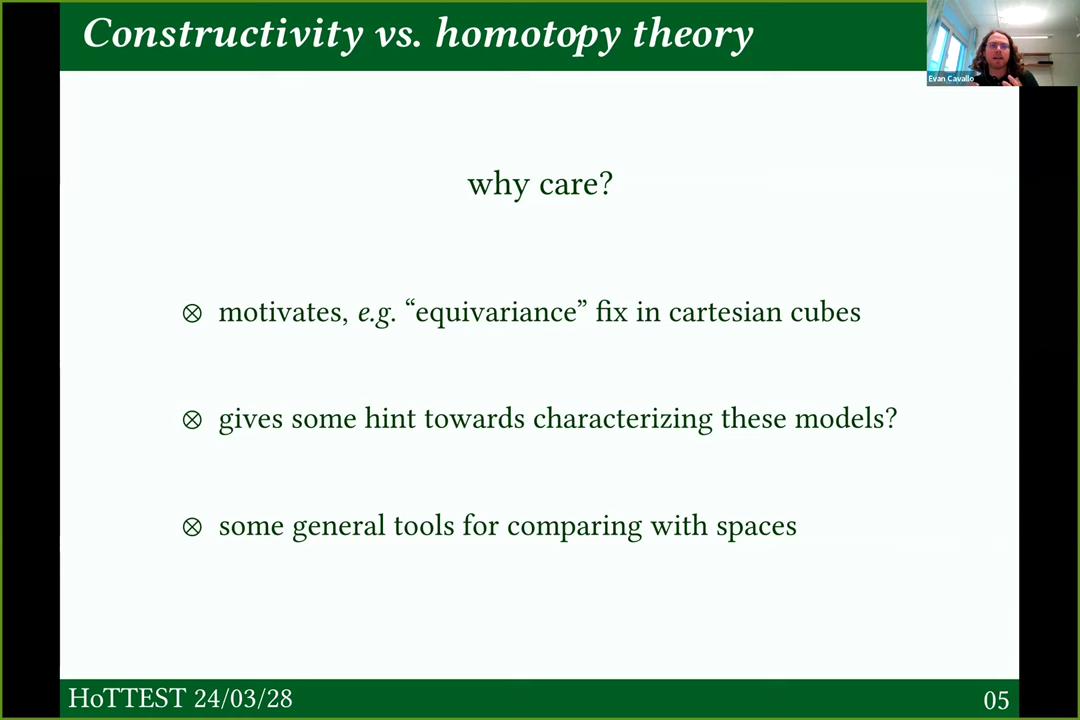 Constructivity vs. homotopy theory
Evan Cavallo
why care?
⊗ motivates, e.g. “equivariance” fix in cartesian cubes
⊗ gives some hint towards characterizing these models?
⊗ some general tools for comparing with spaces
HoTTEST 24/03/28
05